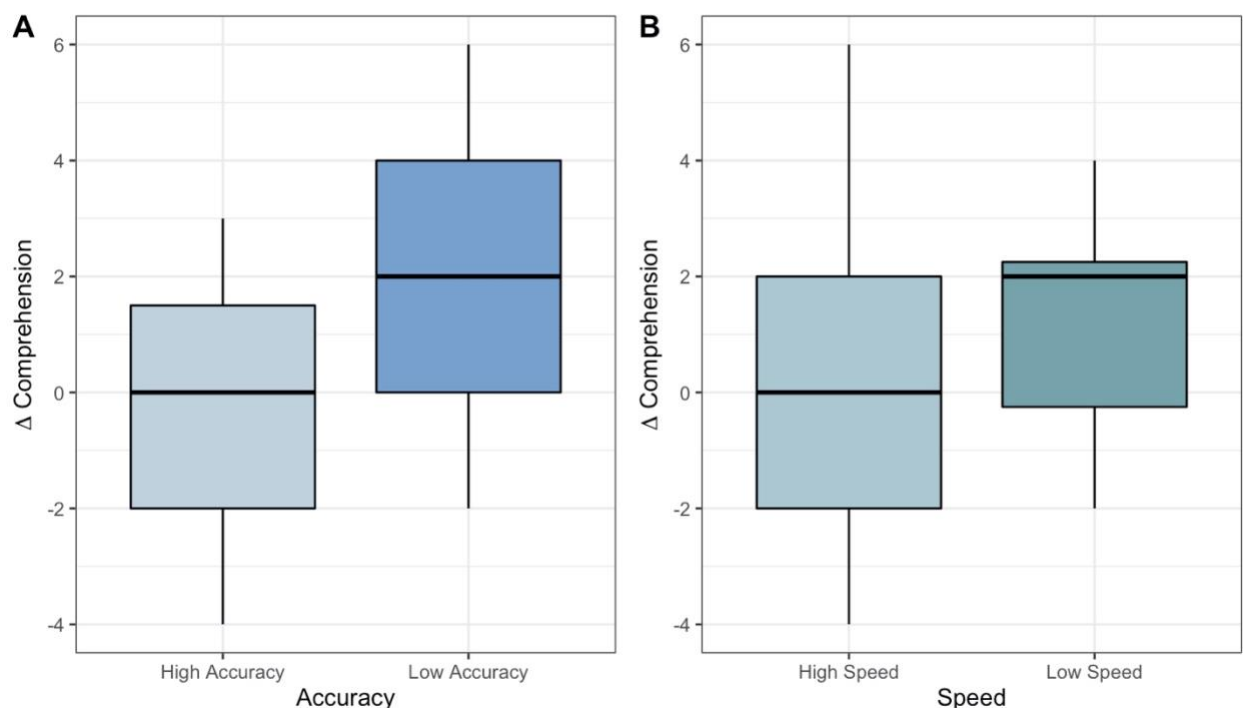 A
6
4
2
0
-2
-4
Δ Comprehension
High Accuracy
Low Accuracy
Accuracy
B
6
4
2
0
-2
-4
Δ Comprehension
High Speed
Low Speed
Speed